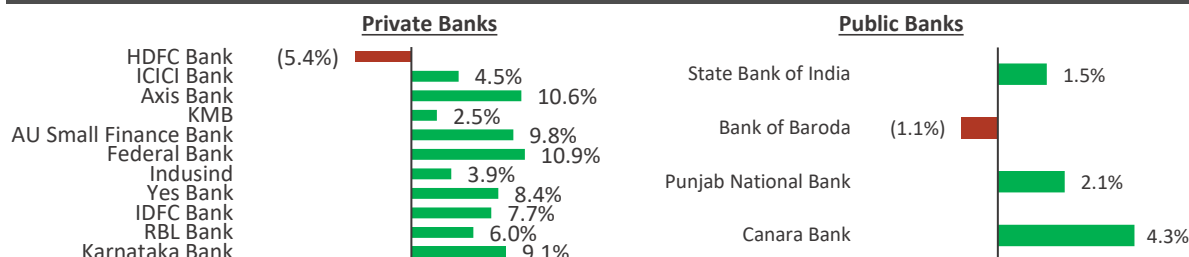 Private Banks
HDFC Bank (5.4%)
ICICI Bank 4.5%
Axis Bank 10.6%
KMB 2.5%
AU Small Finance Bank 9.8%
Federal Bank 10.9%
Indusind 3.9%
Yes Bank 8.4%
IDFC Bank 7.7%
RBL Bank 6.0%
Karnataka Bank 9.1%
Public Banks
State Bank of India 1.5%
Bank of Baroda (1.1%)
Punjab National Bank 2.1%
Canara Bank 4.3%